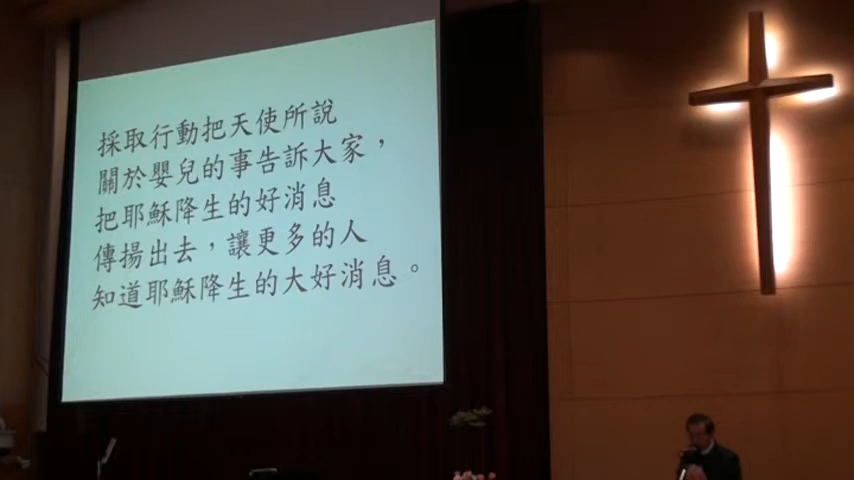 採取行動把天使所說
關於嬰兒的事告訴大家，
把耶穌降生的好消息
傳揚出去，讓更多的人
知道耶穌降生的大好消息。